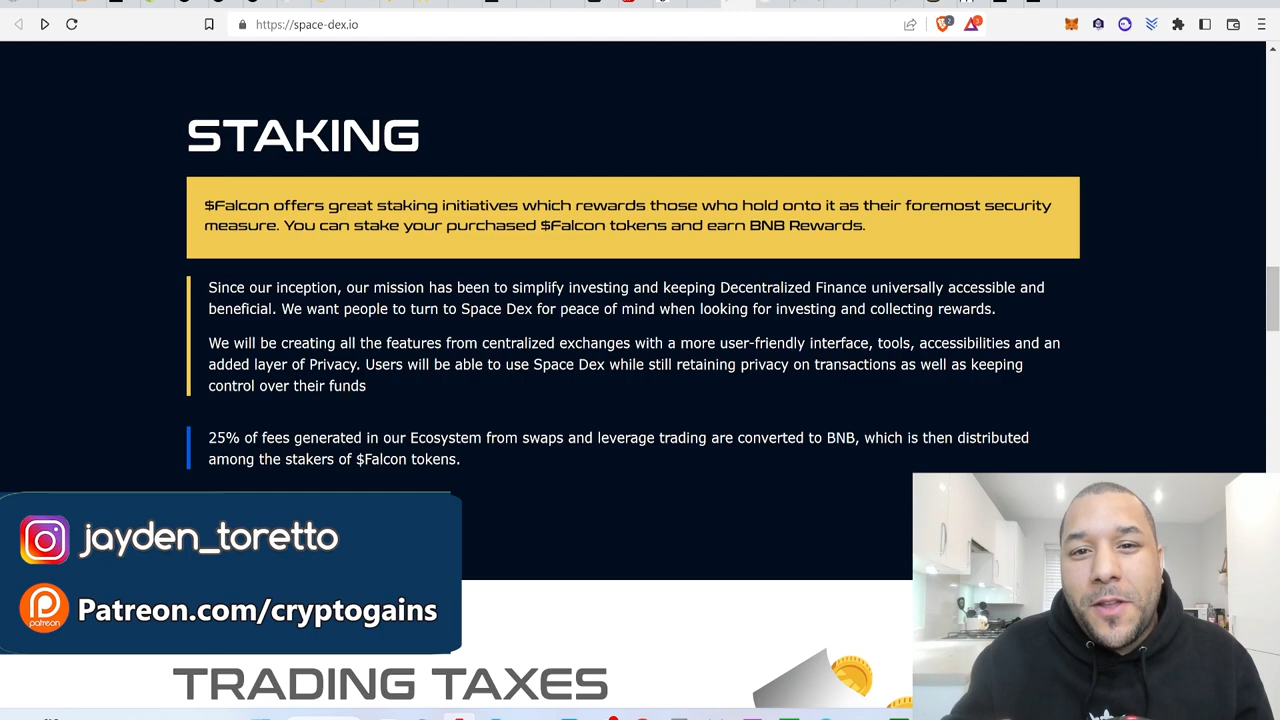 https://space-dex.io
STAKING
$Falcon offers great staking initiatives which rewards those who hold onto it as their foremost security
measure. You can stake your purchased $Falcon tokens and earn BNB Rewards.
Since our inception, our mission has been to simplify investing and keeping Decentralized Finance universally accessible and
beneficial. We want people to turn to Space Dex for peace of mind when looking for investing and collecting rewards.
We will be creating all the features from centralized exchanges with a more user-friendly interface, tools, accessibilities and an
added layer of Privacy. Users will be able to use Space Dex while still retaining privacy on transactions as well as keeping
control over their funds
25% of fees generated in our Ecosystem from swaps and leverage trading are converted to BNB, which is then distributed
among the stakers of $Falcon tokens.
jayden_toretto
Patreon.com/cryptogains
TRADING TAXES